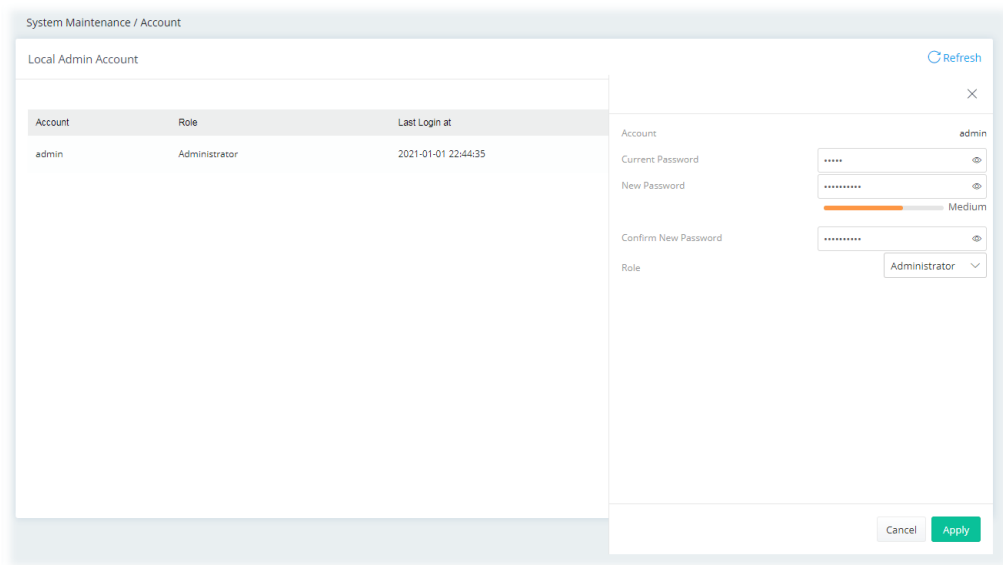 System Maintenance / Account
Local Admin Account
Refresh
Account Role Last Login at
admin Administrator 2021-01-01 22:44:35
Account admin
Current Password •••••
New Password ••••••••••
Medium
Confirm New Password ••••••••••
Role Administrator
Cancel Apply